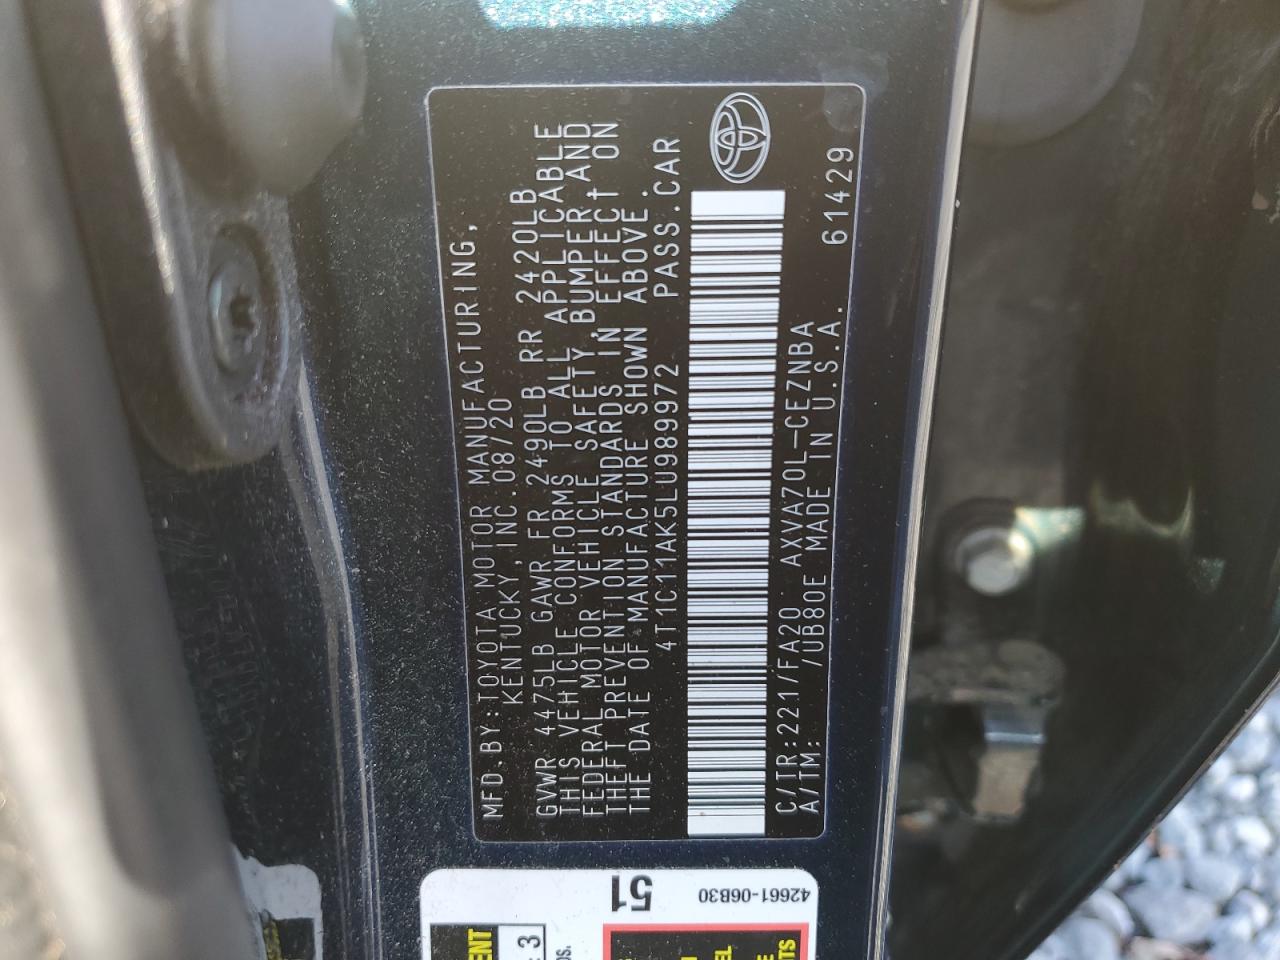 MFD.BY:TOYOTA MOTOR MANUFACTURING,
KENTUCKY, INC.08/20
GVWR 4475LB GAWR FR 2490LB RR 2420LB
THIS VEHICLE CONFORMS TO ALL APPLICABLE
FEDERAL MOTOR VEHICLE SAFETY,BUMPER,AND
THEFT PREVENTION STANDARDS IN EFFECT ON
THE DATE OF MANUFACTURE SHOWN ABOVE.
4T1C11AK5LU989972 PASS.CAR
C/TR:221/FA20 AXVA70L-CEZNBA
A/TM: /UB80E MADE IN U.S.A. 61429
51
42661-06B30
3